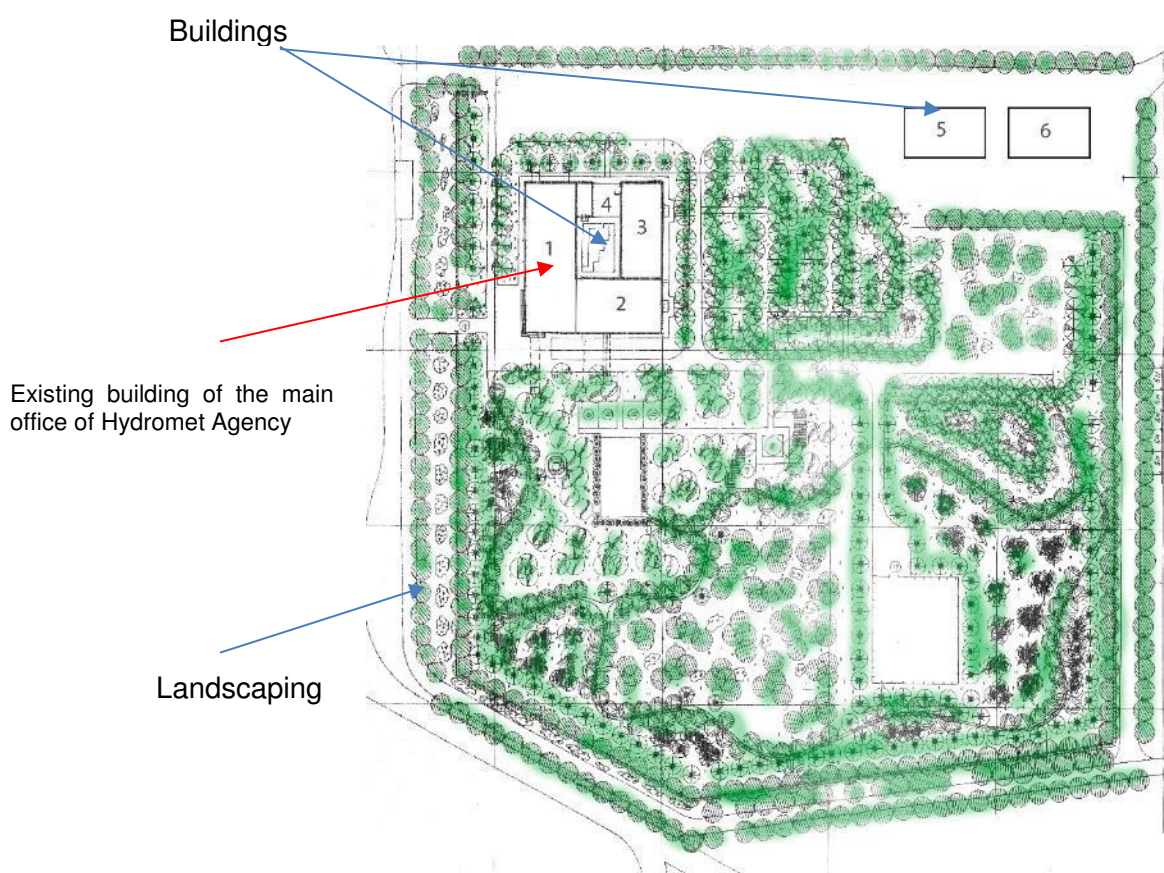 Buildings
5
6
4
3
1
2
Existing building of the main
office of Hydromet Agency
Landscaping